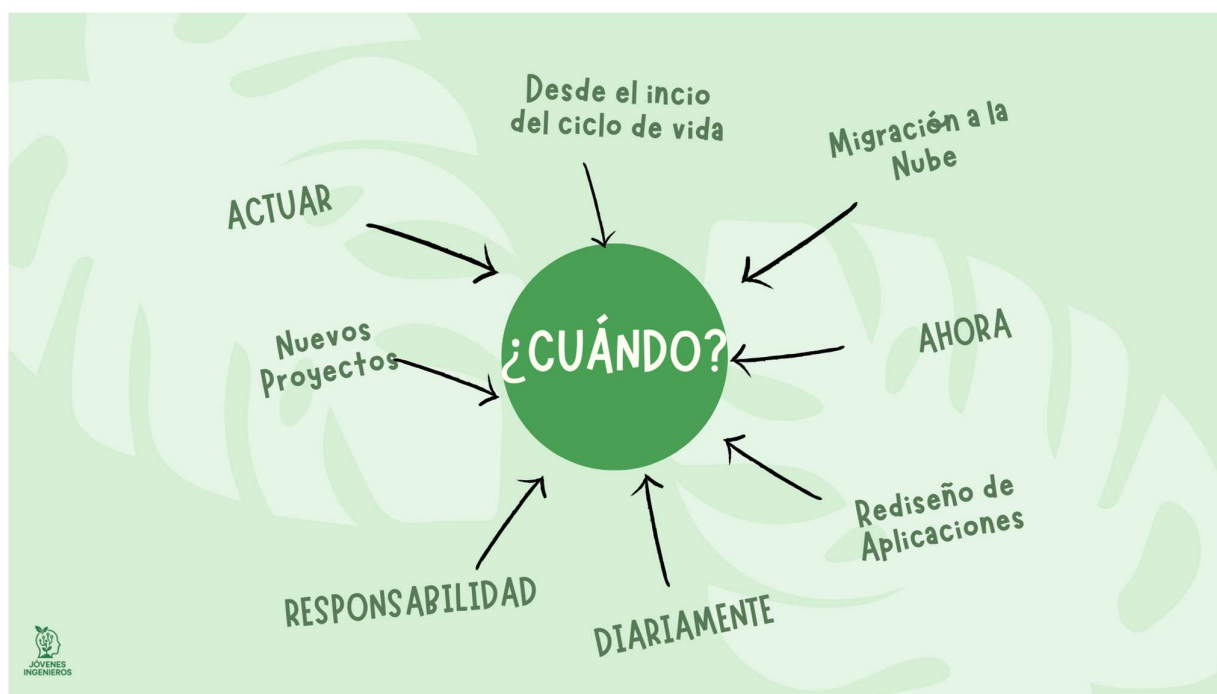 Desde el incio
del ciclo de vida
Migración a la
Nube
ACTUAR
¿CUÁNDO?
AHORA
Nuevos
Proyectos
Rediseño de
Aplicaciones
RESPONSABILIDAD
DIARIAMENTE
JÓVENES
INGENIEROS